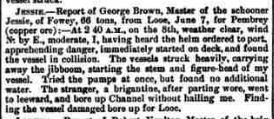 JESSIE.—Report of George Brown, Master of the schooner
Jessie, of Fowey, 66 tons, from Looe, June 7, for Pembrey
(copper ore):—At 2 40 A.M., on the 8th, weather clear, wind
N b E., moderate, I, having heard the helm ordered to port,
apprehending danger, immediately started on deck, and found
the vessel in collision. The vessels struck heavily, carrying
away the jibboom, starting the stem and figure-head of my
vessel. Tried the pumps at once, but found no additional
water. The stranger, a brigantine, after parting wore, went
to leeward, and bore up Channel without hailing me. Find-
ing the vessel damaged bore up for Looe.